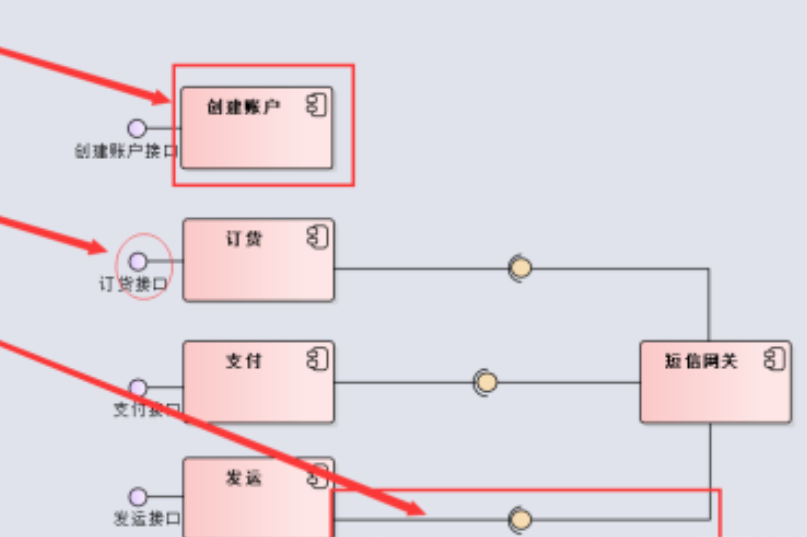 创建账户
创建账户接口
订货
订货接口
支付
短信网关
支付接口
发运
发运接口